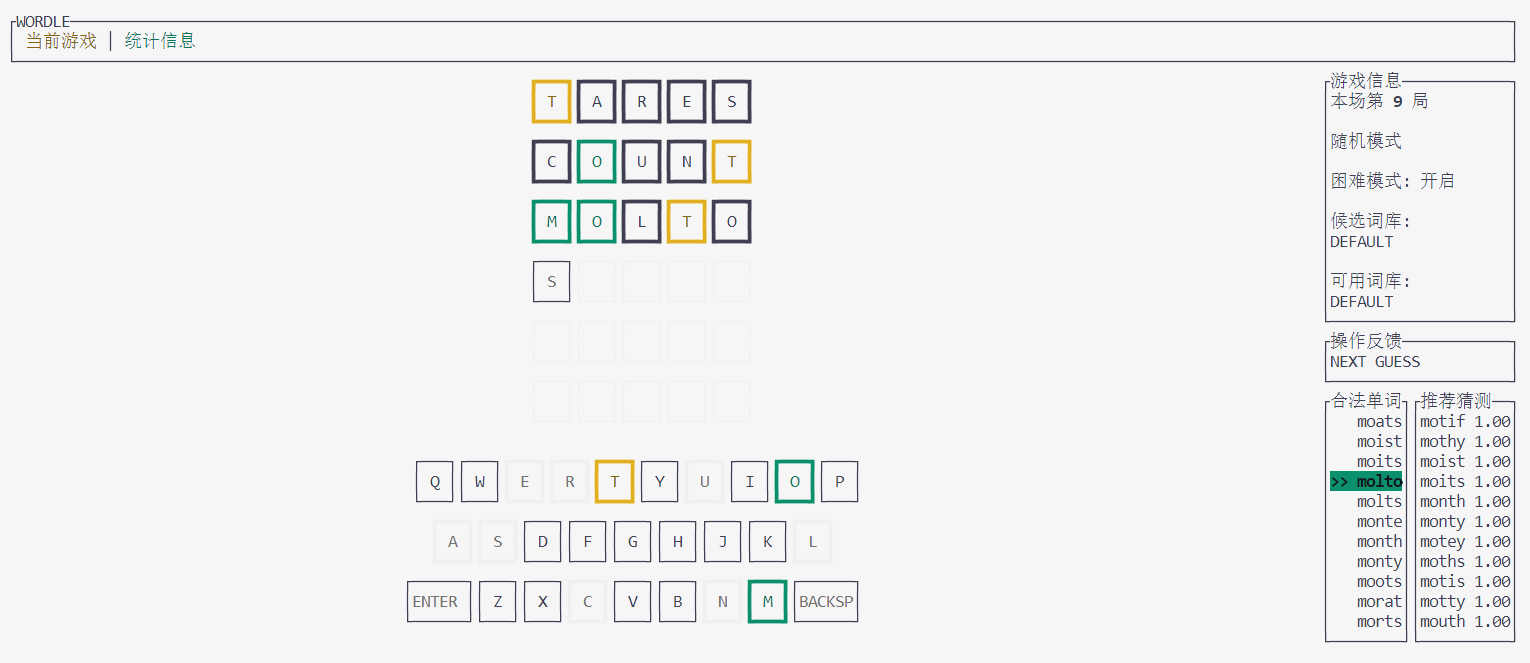 WORDLE
当前游戏 │ 统计信息
T A R E S
C O U N T
M O L T O
S
Q W E R T Y U I O P
A S D F G H J K L
ENTER Z X C V B N M BACKSP
游戏信息
本场第 9 局
随机模式
困难模式: 开启
候选词库:
DEFAULT
可用词库:
DEFAULT
操作反馈
NEXT GUESS
合法单词
moats
moist
moits
>> molto
molts
monte
month
monty
moots
morat
morts
推荐猜测
motif 1.00
mothy 1.00
moist 1.00
moits 1.00
month 1.00
monty 1.00
motey 1.00
moths 1.00
motis 1.00
motty 1.00
mouth 1.00